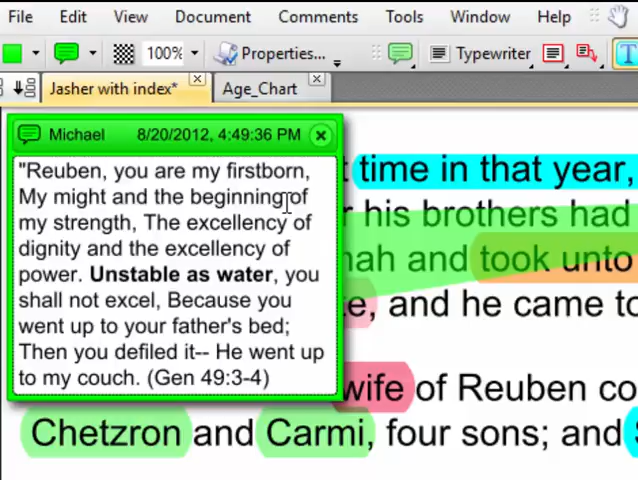 File Edit View Document Comments Tools Window Help
100% Properties... Typewriter T
Jasher with index* Age_Chart
Michael 8/20/2012, 4:49:36 PM
"Reuben, you are my firstborn,
My might and the beginning of
my strength, The excellency of
dignity and the excellency of
power. Unstable as water, you
shall not excel, Because you
went up to your father's bed;
Then you defiled it-- He went up
to my couch. (Gen 49:3-4)
t time in that year,
r his brothers had
nah and took unto
e, and he came to
wife of Reuben co
Chetzron and Carmi, four sons; and S